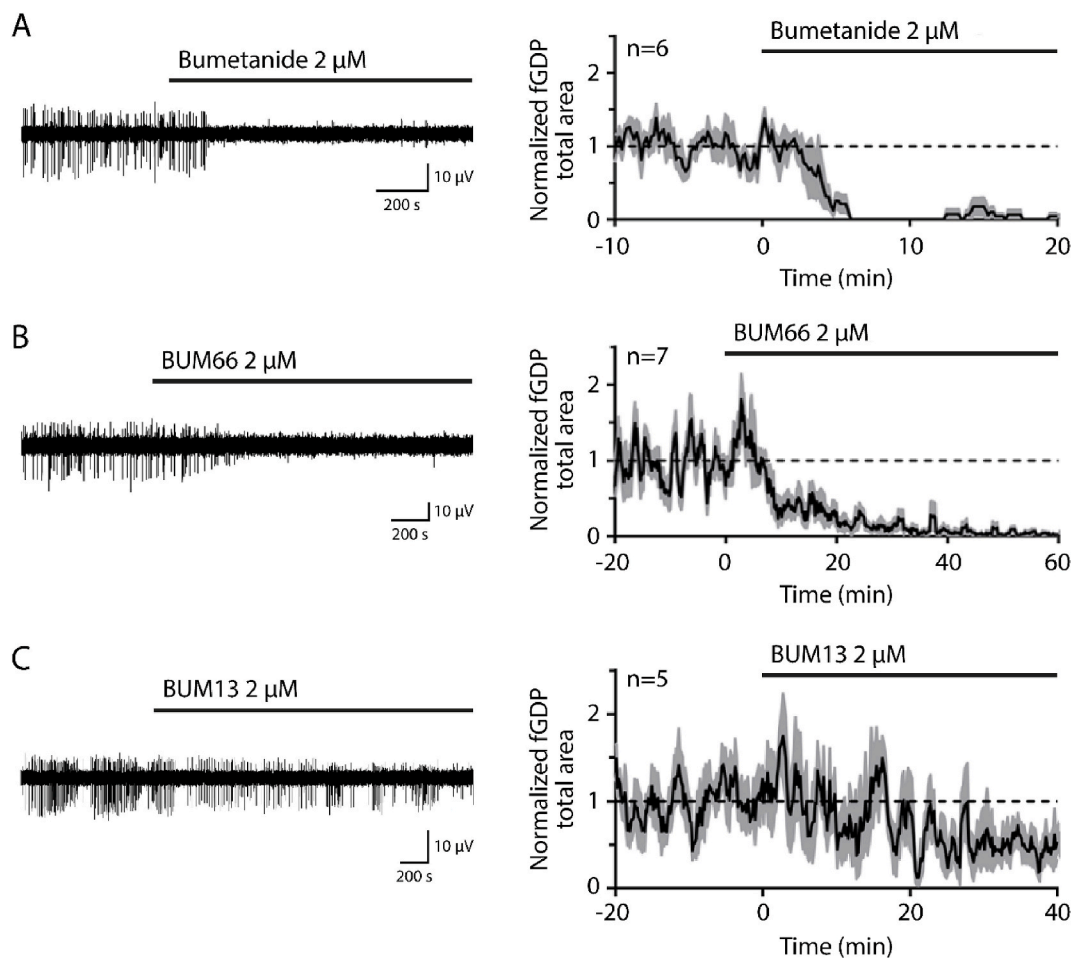 A
Bumetanide 2 µM
10 µV
200 s
n=6
Bumetanide 2 µM
Normalized fGDP
total area
2
1
0
-10 0 10 20
Time (min)
B
BUM66 2 µM
10 µV
200 s
n=7
BUM66 2 µM
Normalized fGDP
total area
2
1
0
-20 0 20 40 60
Time (min)
C
BUM13 2 µM
10 µV
200 s
n=5
BUM13 2 µM
Normalized fGDP
total area
2
1
0
-20 0 20 40
Time (min)